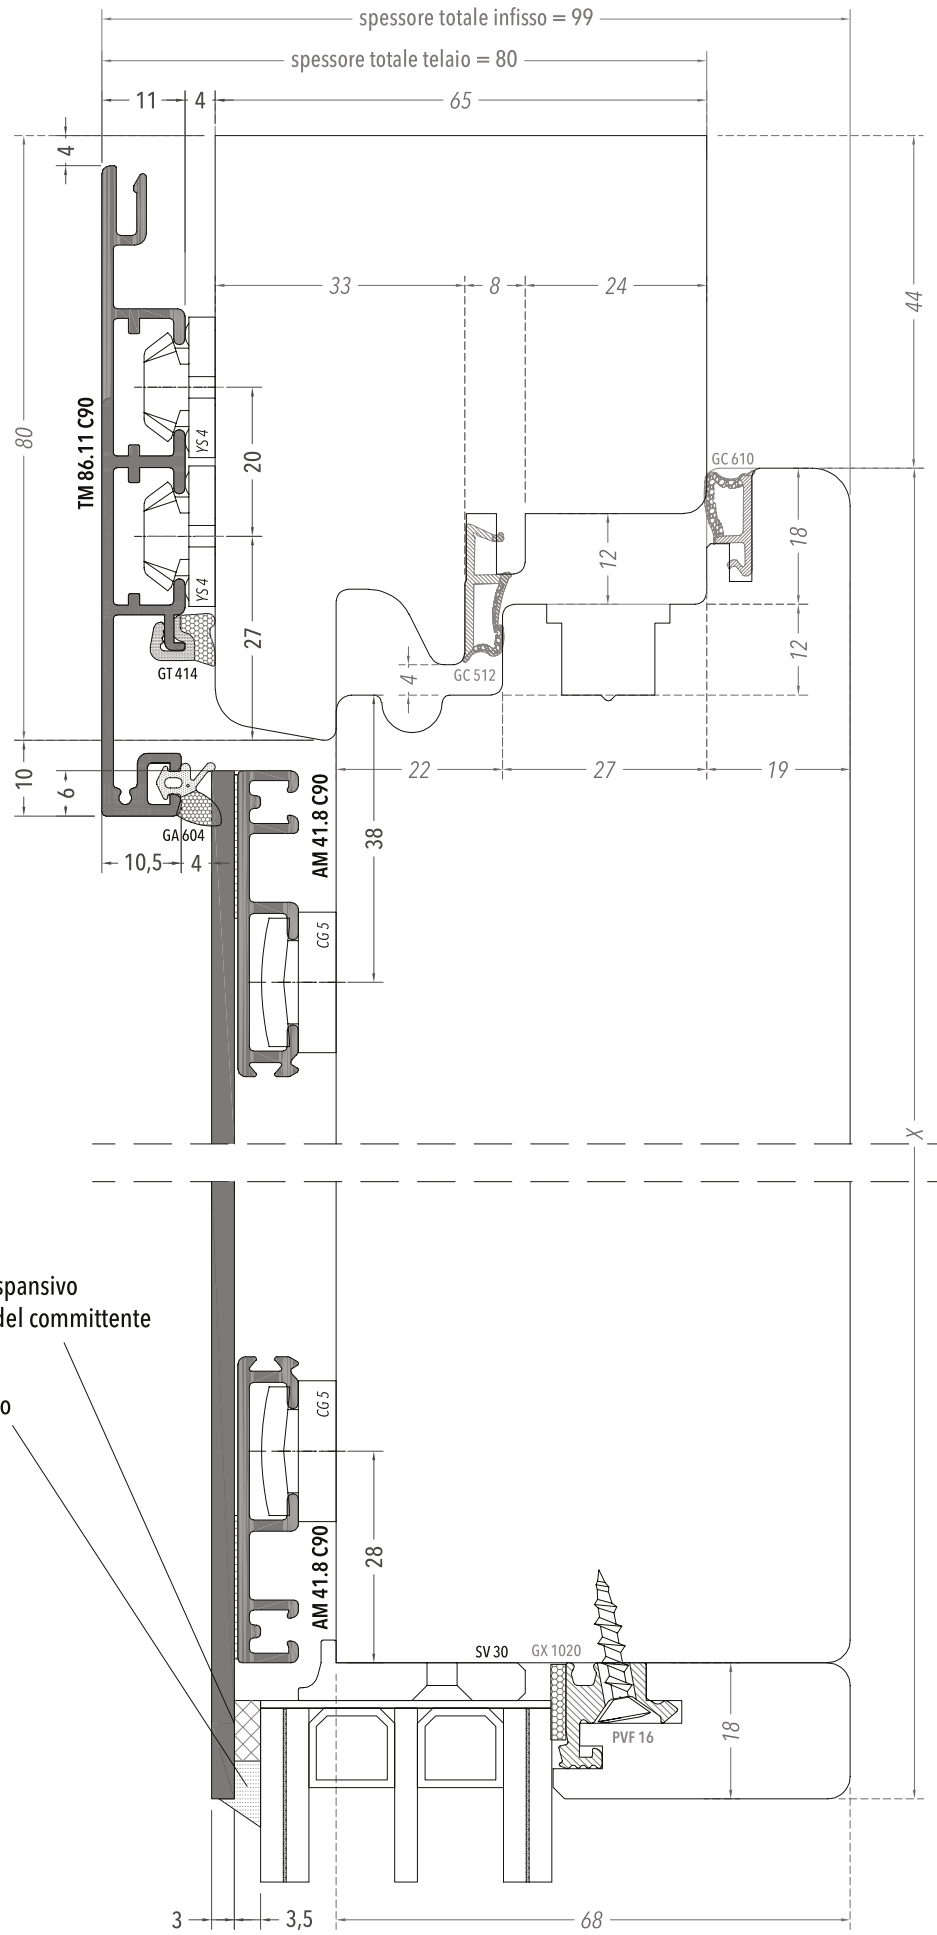 spessore totale infisso = 99
spessore totale telaio = 80
11
4
65
4
33
8
24
44
80
TM 86.11 C90
YS 4
20
GC 610
12
18
YS 4
27
GT 414
4
GC 512
12
10
6
22
27
19
GA 604
AM 41.8 C90
38
10,5
4
CG 5
X
spansivo
del committente
o
CG 5
AM 41.8 C90
28
SV 30
GX 1020
PVF 16
18
3
3,5
68